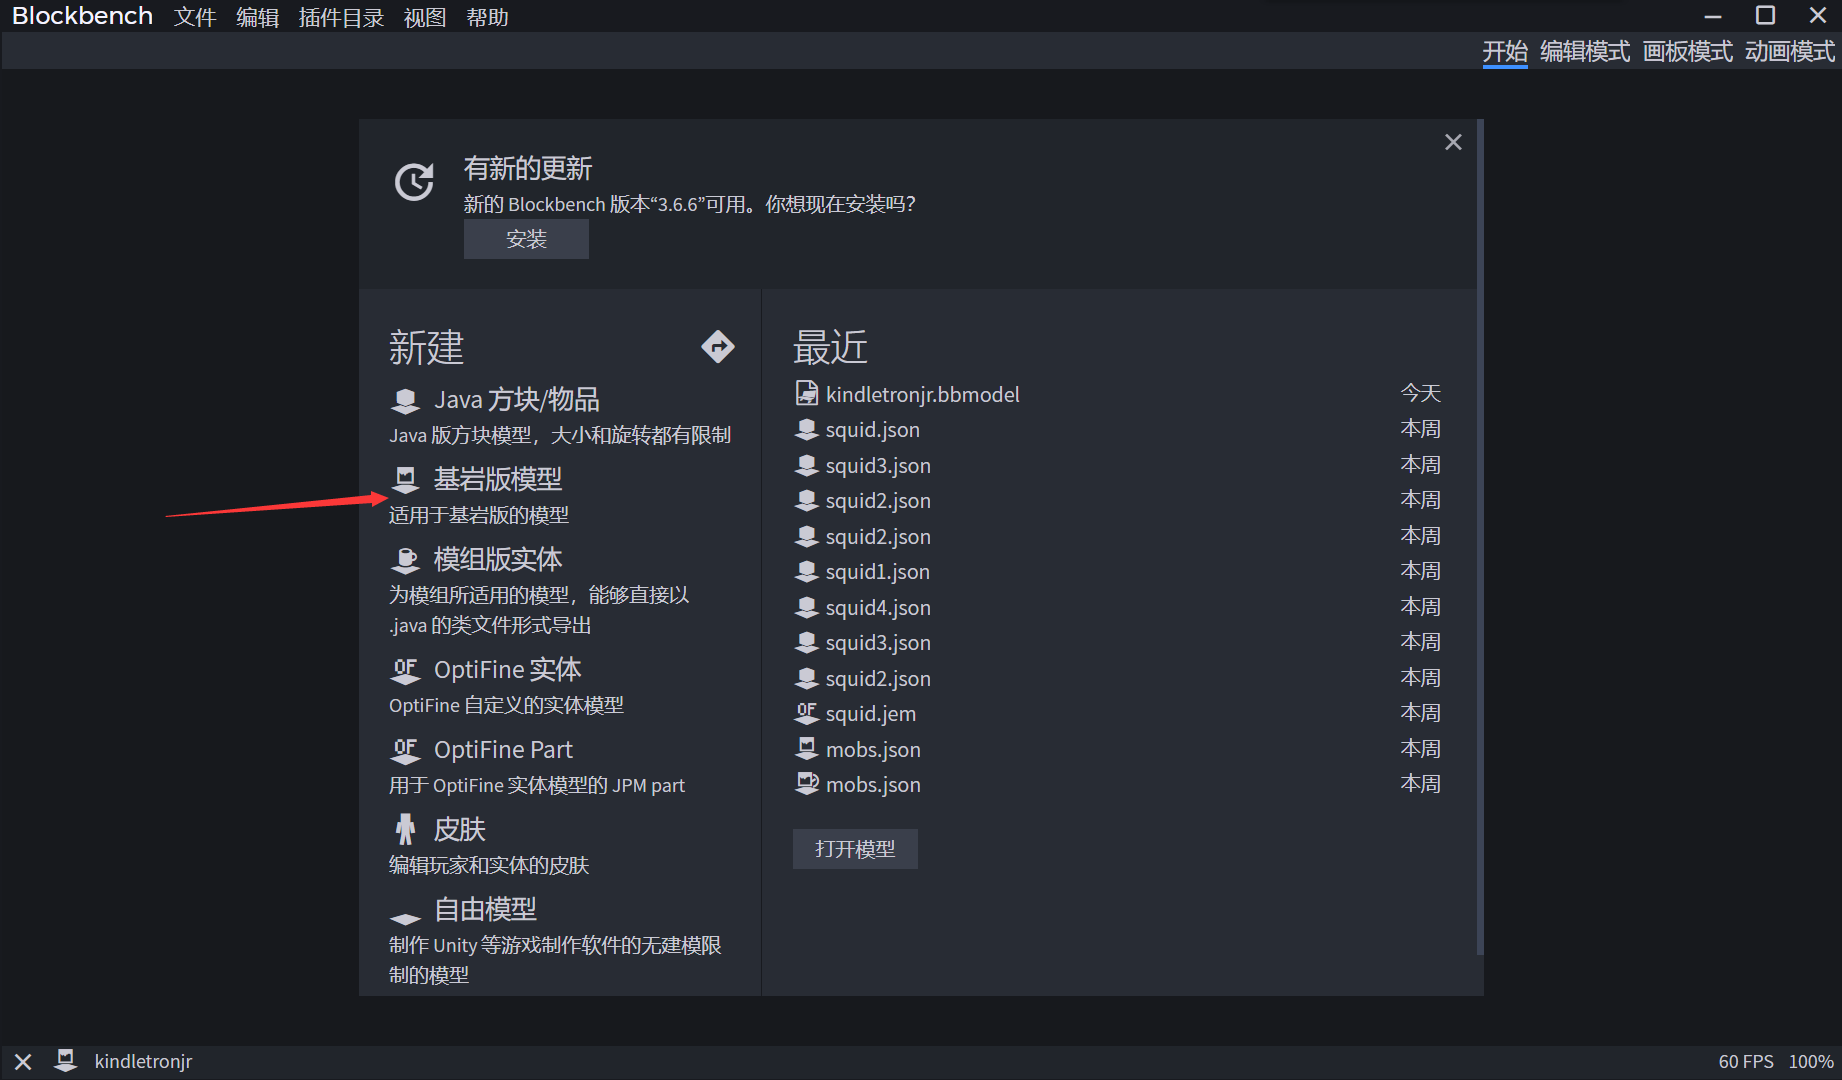 Blockbench 文件 编辑 插件目录 视图 帮助
开始 编辑模式 画板模式 动画模式
有新的更新
新的 Blockbench 版本“3.6.6”可用。你想现在安装吗？
安装
新建
Java 方块/物品
Java 版方块模型，大小和旋转都有限制
基岩版模型
适用于基岩版的模型
模组版实体
为模组所适用的模型，能够直接以
.java 的类文件形式导出
OF OptiFine 实体
OptiFine 自定义的实体模型
OF OptiFine Part
用于 OptiFine 实体模型的 JPM part
皮肤
编辑玩家和实体的皮肤
自由模型
制作 Unity 等游戏制作软件的无建模限
制的模型
最近
kindletronjr.bbmodel 今天
squid.json 本周
squid3.json 本周
squid2.json 本周
squid2.json 本周
squid1.json 本周
squid4.json 本周
squid3.json 本周
squid2.json 本周
OF squid.jem 本周
mobs.json 本周
mobs.json 本周
打开模型
kindletronjr 60 FPS 100%